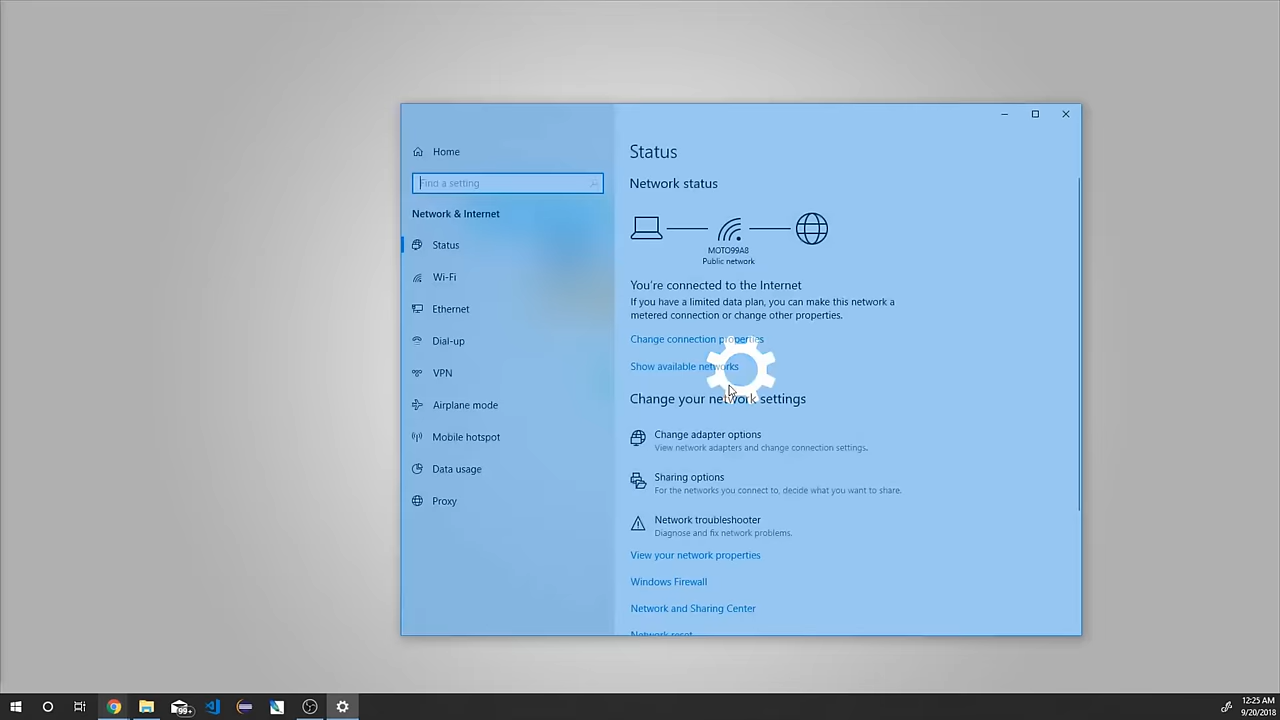 Home
Find a setting
Network & Internet
Status
Wi-Fi
Ethernet
Dial-up
VPN
Airplane mode
Mobile hotspot
Data usage
Proxy
Status
Network status
MOTO99A8
Public network
You're connected to the Internet
If you have a limited data plan, you can make this network a
metered connection or change other properties.
Change connection properties
Show available networks
Change your network settings
Change adapter options
View network adapters and change connection settings.
Sharing options
For the networks you connect to, decide what you want to share.
Network troubleshooter
Diagnose and fix network problems.
View your network properties
Windows Firewall
Network and Sharing Center
Network reset
99+
12:25 AM
9/20/2018